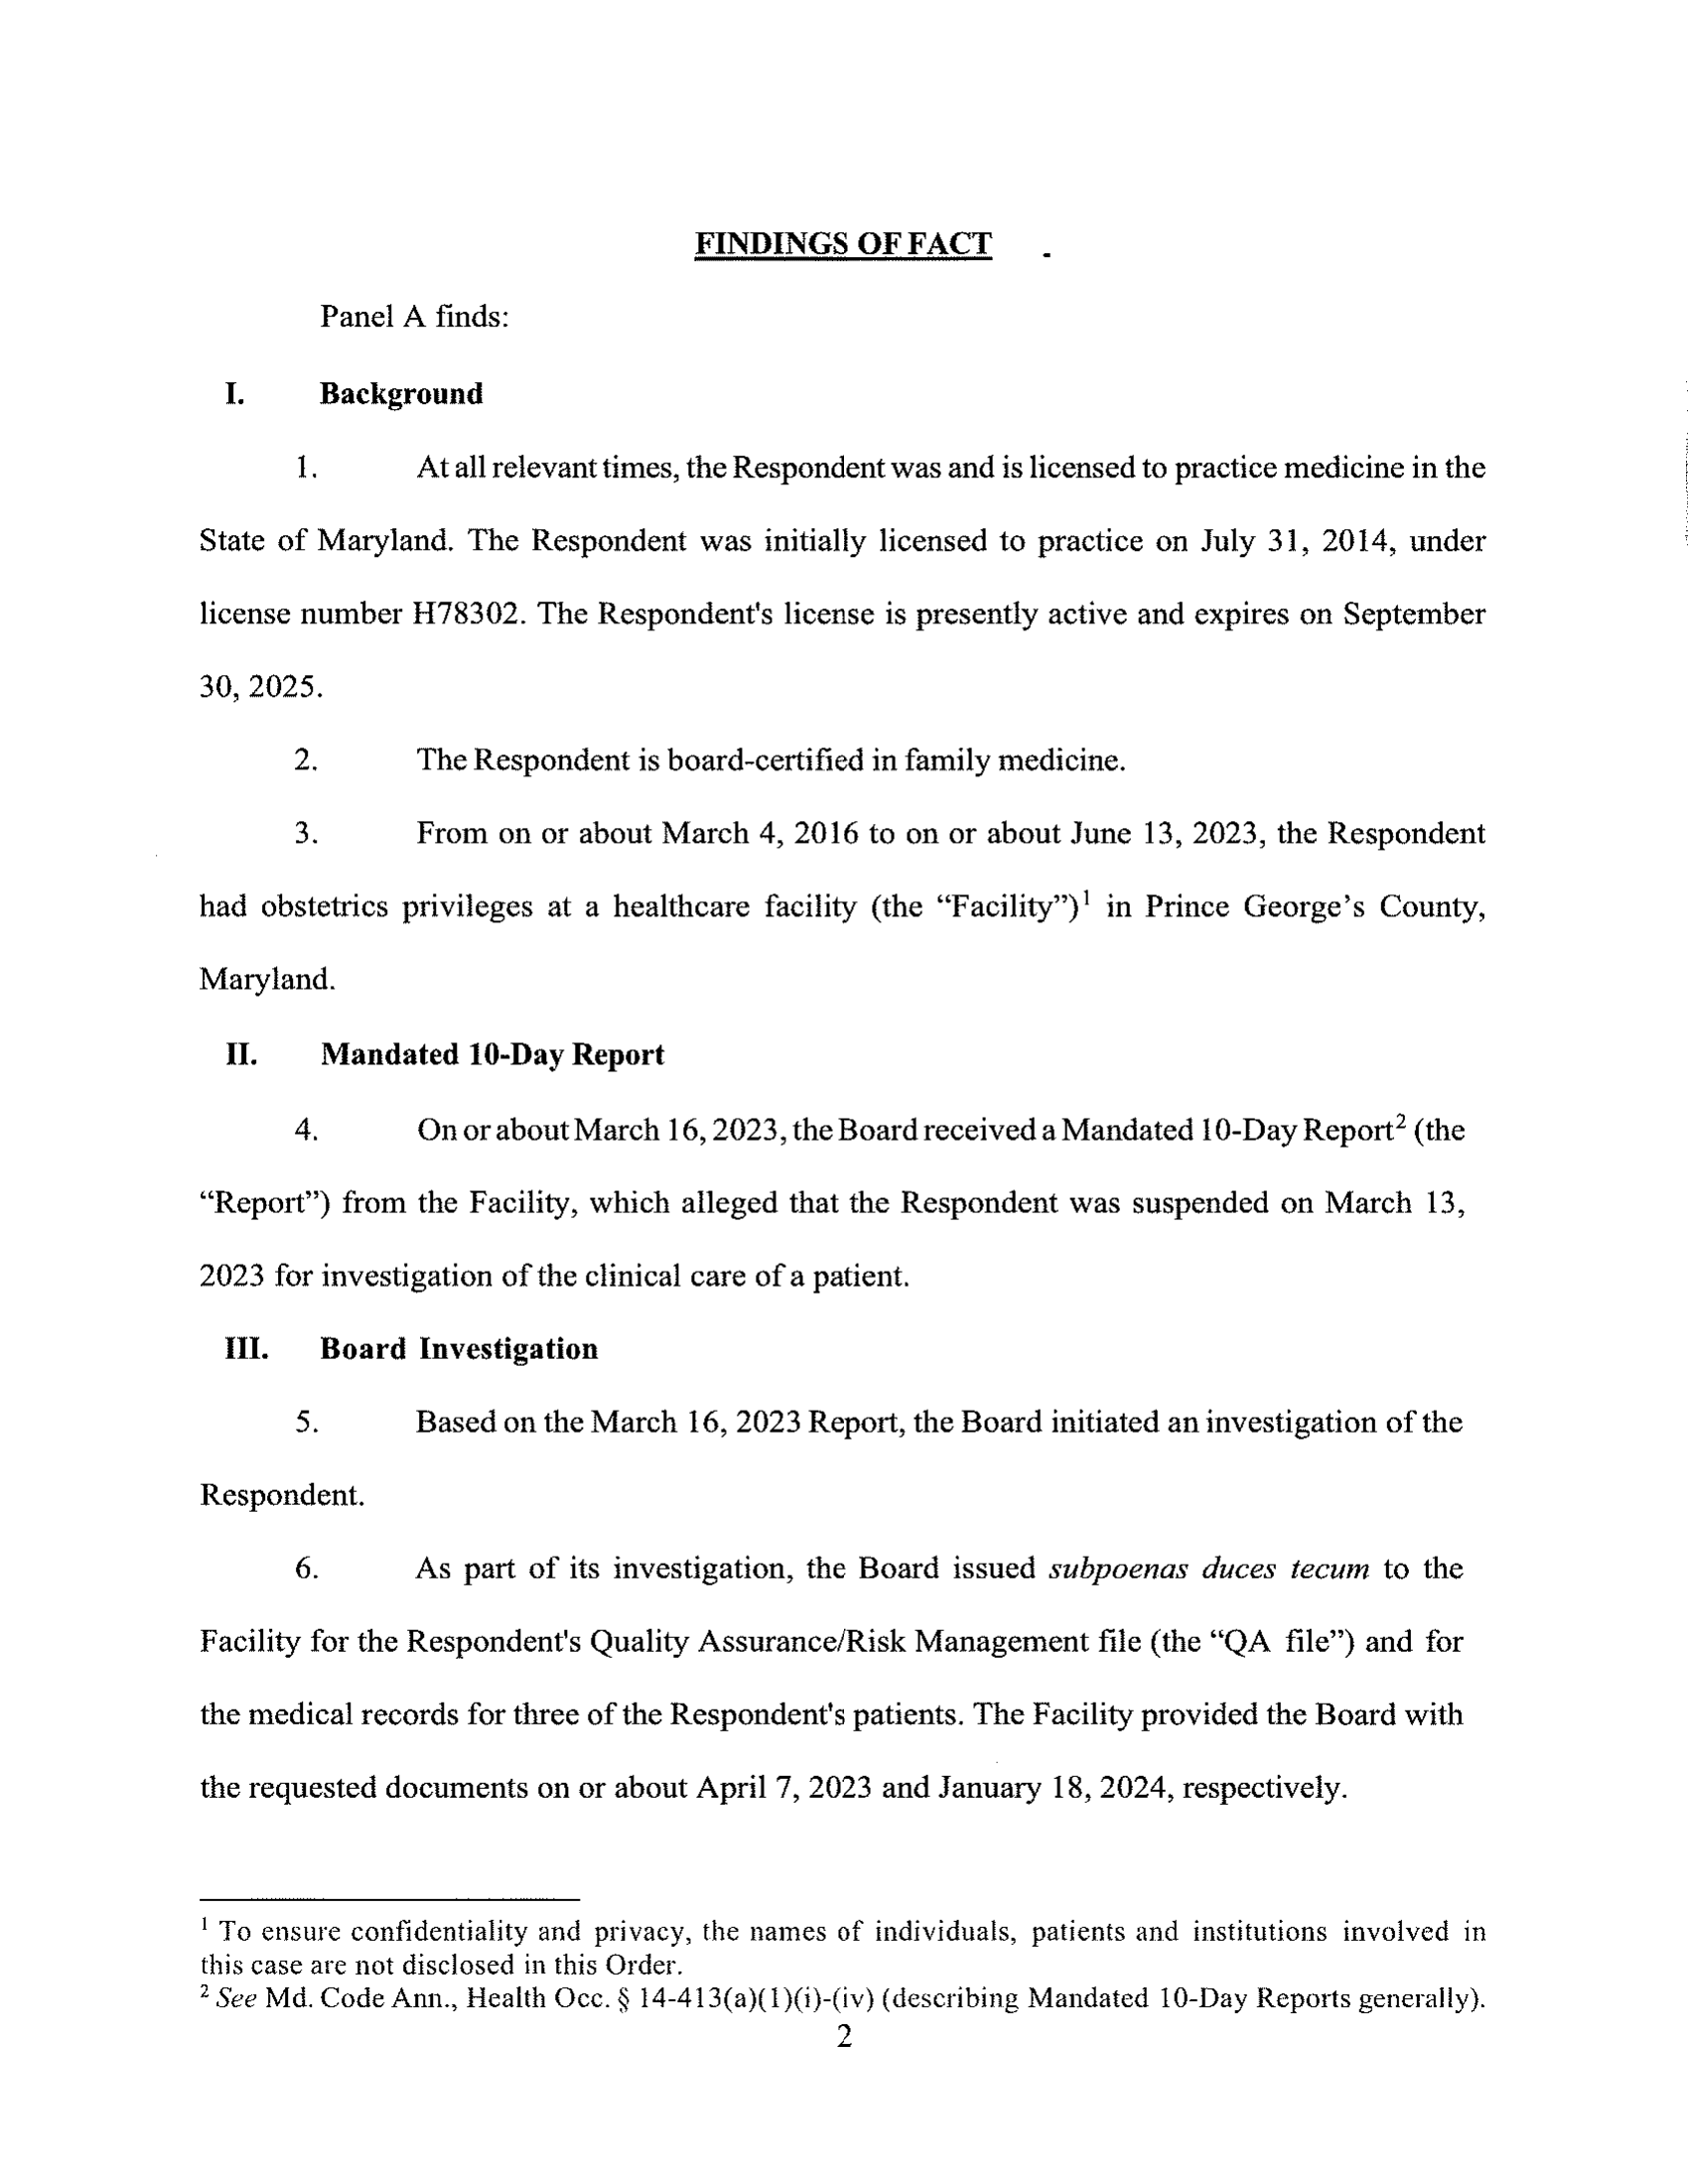 FINDINGS OF FACT
Panel A finds:
I. Background
1. At all relevant times, the Respondent was and is licensed to practice medicine in the
State of Maryland. The Respondent was initially licensed to practice on July 31, 2014, under
license number H78302. The Respondent's license is presently active and expires on September
30, 2025.
2. The Respondent is board-certified in family medicine.
3. From on or about March 4, 2016 to on or about June 13, 2023, the Respondent
had obstetrics privileges at a healthcare facility (the “Facility”)¹ in Prince George’s County,
Maryland.
II. Mandated 10-Day Report
4. On or about March 16, 2023, the Board received a Mandated 10-Day Report² (the
“Report”) from the Facility, which alleged that the Respondent was suspended on March 13,
2023 for investigation of the clinical care of a patient.
III. Board Investigation
5. Based on the March 16, 2023 Report, the Board initiated an investigation of the
Respondent.
6. As part of its investigation, the Board issued subpoenas duces tecum to the
Facility for the Respondent's Quality Assurance/Risk Management file (the “QA file”) and for
the medical records for three of the Respondent's patients. The Facility provided the Board with
the requested documents on or about April 7, 2023 and January 18, 2024, respectively.
¹ To ensure confidentiality and privacy, the names of individuals, patients and institutions involved in
this case are not disclosed in this Order.
² See Md. Code Ann., Health Occ. § 14-413(a)(1)(i)-(iv) (describing Mandated 10-Day Reports generally).
2